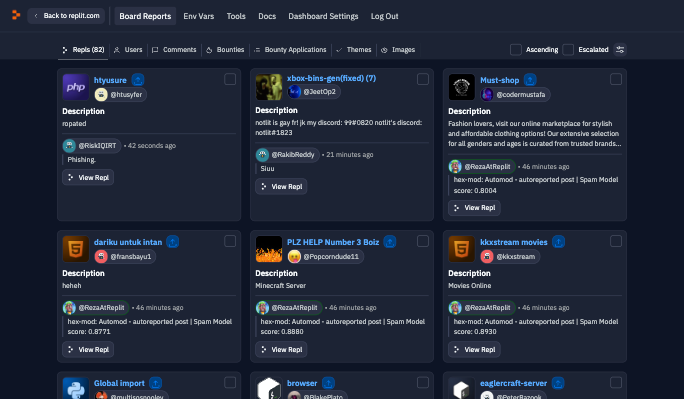 Back to replit.com Board Reports Env Vars Tools Docs Dashboard Settings Log Out
Repls (82) Users Comments Bounties Bounty Applications Themes Images Ascending Escalated
php
htyusure
@htusyfer
Description
ropated
@RiskIQIRT • 42 seconds ago
Phishing.
View Repl
xbox-bins-gen(fixed) (7)
@JeetOp2
Description
notlit is gay fr! jk my discord: 99#0820 notlit's discord:
notlit#1823
@RakibReddy • 21 minutes ago
Siuu
View Repl
Must-shop
@codermustafa
Description
Fashion lovers, visit our online marketplace for stylish
and affordable clothing options! Our extensive selection
for all genders and ages is curated from trusted brands...
@RezaAtReplit • 46 minutes ago
hex-mod: Automod - autoreported post | Spam Model
score: 0.8004
View Repl
dariku untuk intan
@fransbayu1
Description
heheh
@RezaAtReplit • 46 minutes ago
hex-mod: Automod - autoreported post | Spam Model
score: 0.8771
View Repl
PLZ HELP Number 3 Boiz
@Popcorndude11
Description
Minecraft Server
@RezaAtReplit • 46 minutes ago
hex-mod: Automod - autoreported post | Spam Model
score: 0.8880
View Repl
kkxstream movies
@kkxstream
Description
Movies Online
@RezaAtReplit • 46 minutes ago
hex-mod: Automod - autoreported post | Spam Model
score: 0.8930
View Repl
Global import
browser
@BlakePlato
eaglercraft-server
@PeterRazook